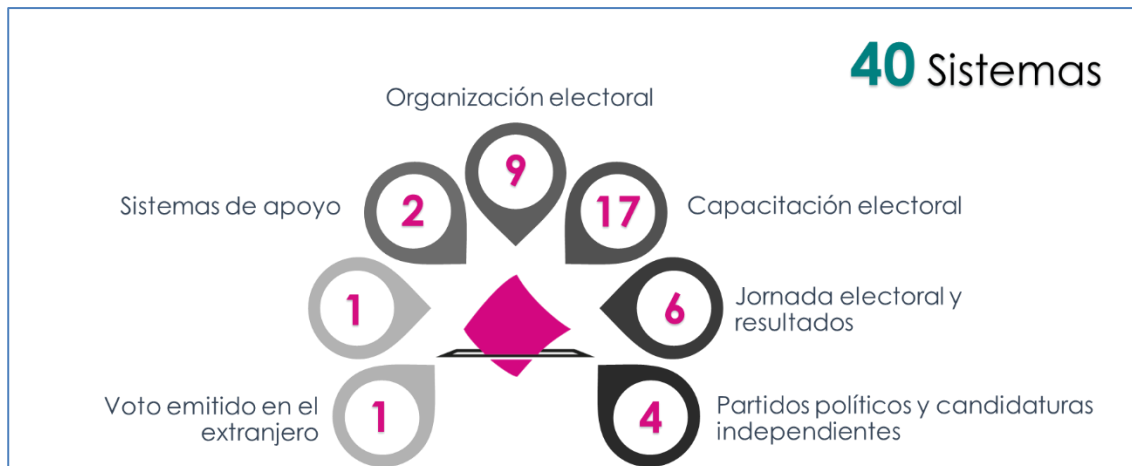 40 Sistemas
Organización electoral
9
Sistemas de apoyo
2
17
Capacitación electoral
1
6
Jornada electoral y
resultados
Voto emitido en el
extranjero
1
4
Partidos políticos y candidaturas
independientes